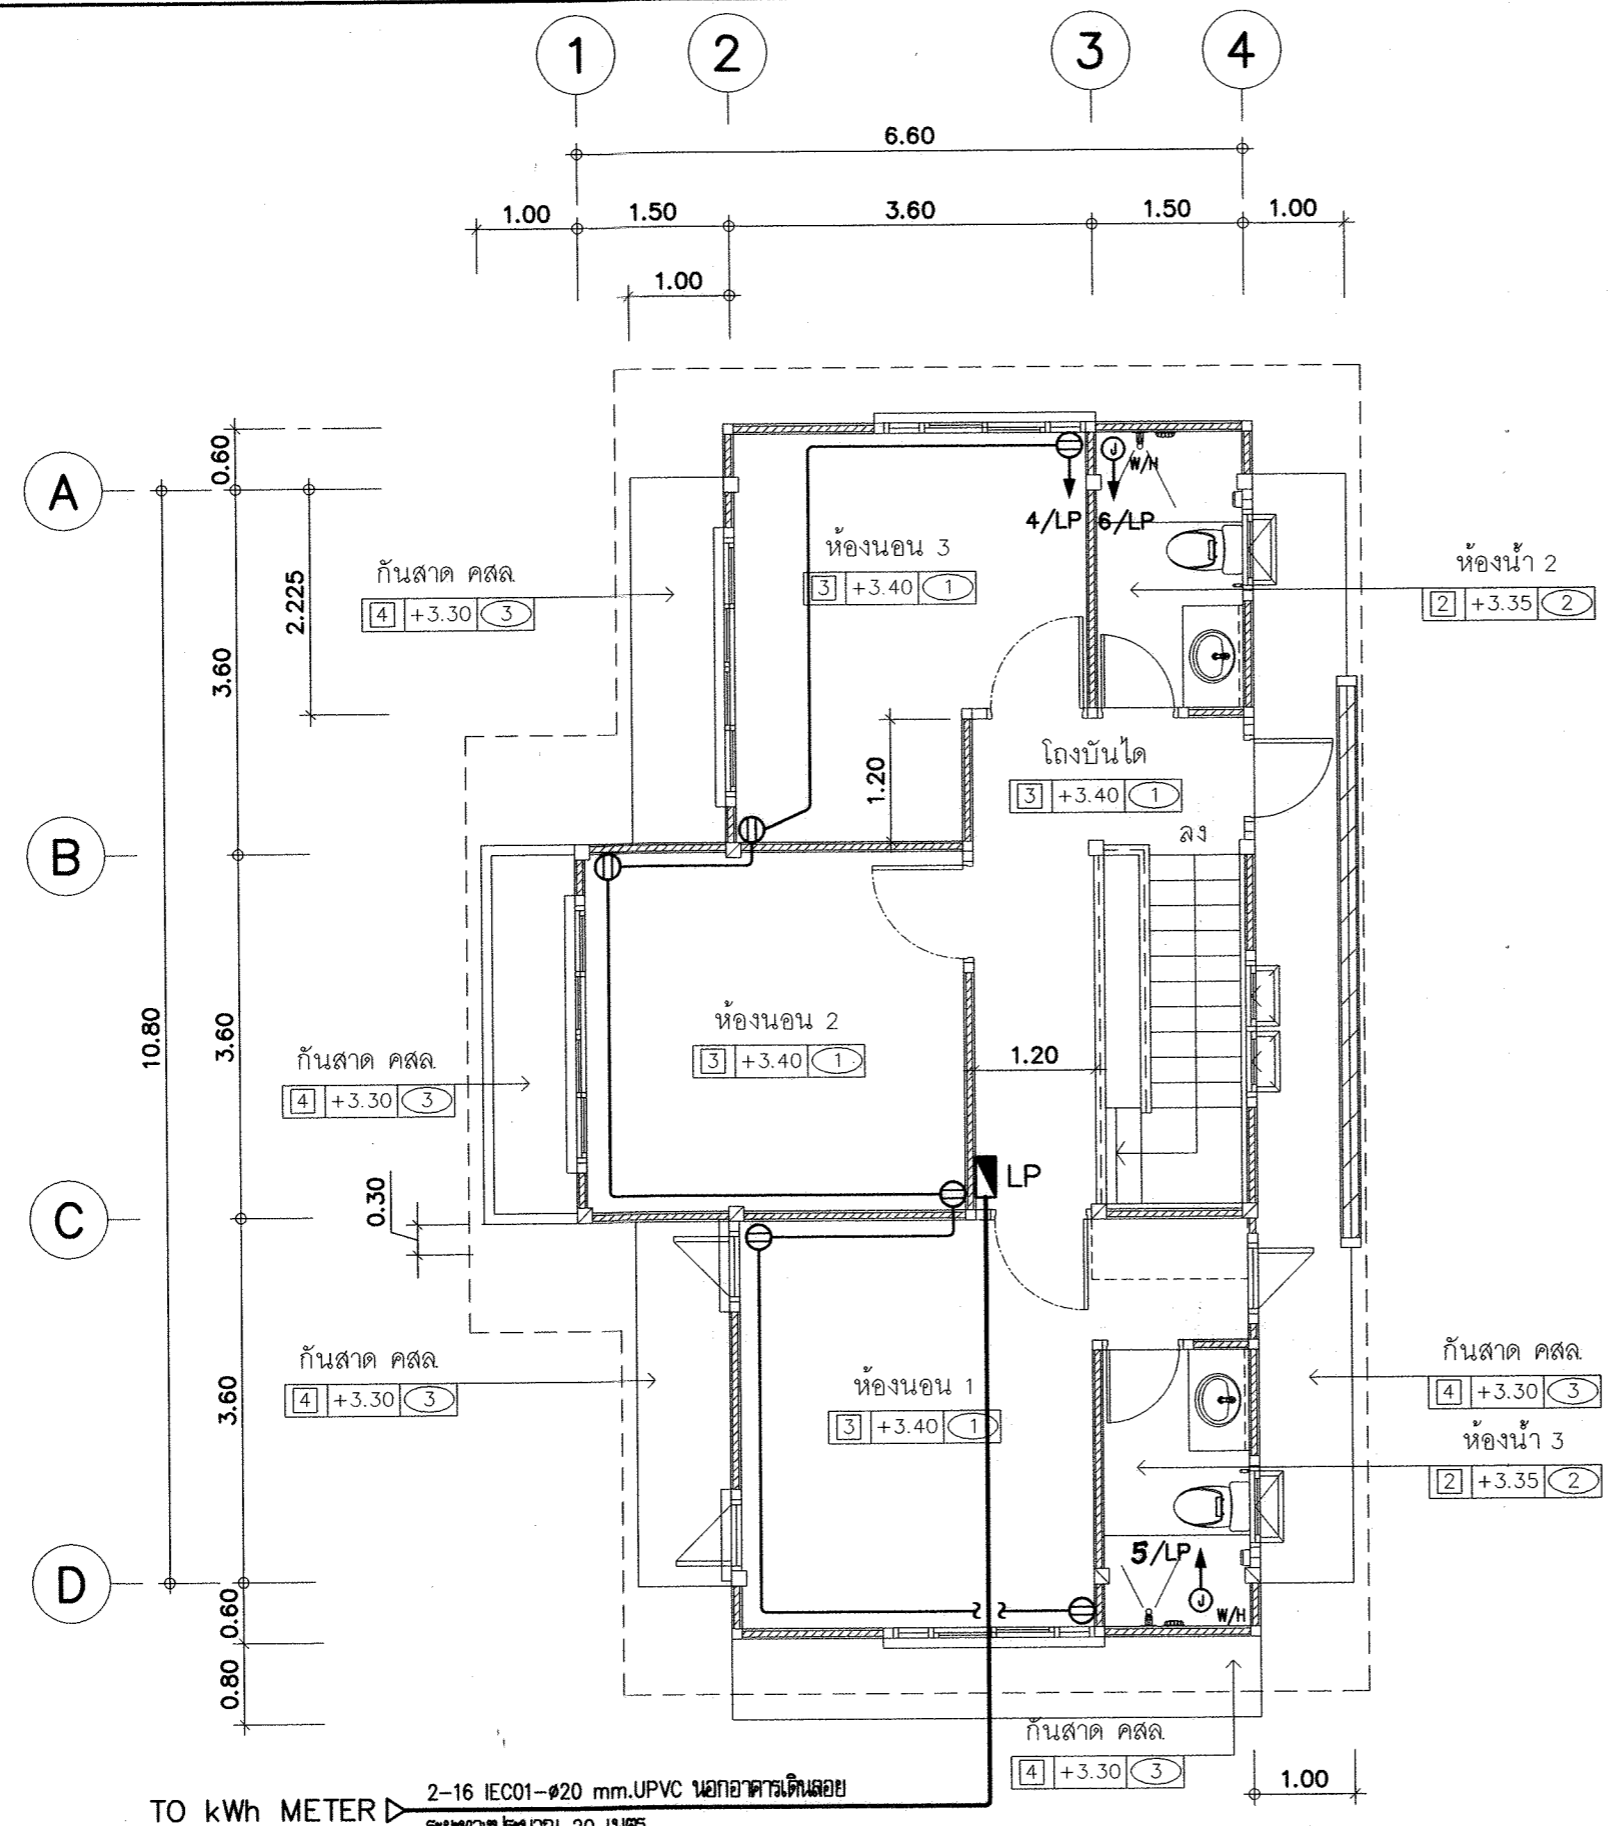 1 2 3 4
6.60
1.00 1.50 3.60 1.50 1.00
1.00
0.60
A
4/LP 6/LP
W/H
ห้องนอน 3
3 +3.40 1
ห้องน้ำ 2
2 +3.35 2
กันสาด คสล.
4 +3.30 3
2.225
3.60
โถงบันได
3 +3.40 1
1.20
ลง
B
10.80
3.60
ห้องนอน 2
3 +3.40 1
1.20
กันสาด คสล.
4 +3.30 3
LP
0.30
C
กันสาด คสล.
4 +3.30 3
3.60
ห้องนอน 1
3 +3.40 1
กันสาด คสล.
4 +3.30 3
ห้องน้ำ 3
2 +3.35 2
5/LP
J
J
W/H
D
0.60
0.80
กันสาด คสล.
4 +3.30 3
1.00
2-16 IEC01-ø20 mm.UPVC นอกอาคารเดินลอย
TO kWh METER
20 เมตร